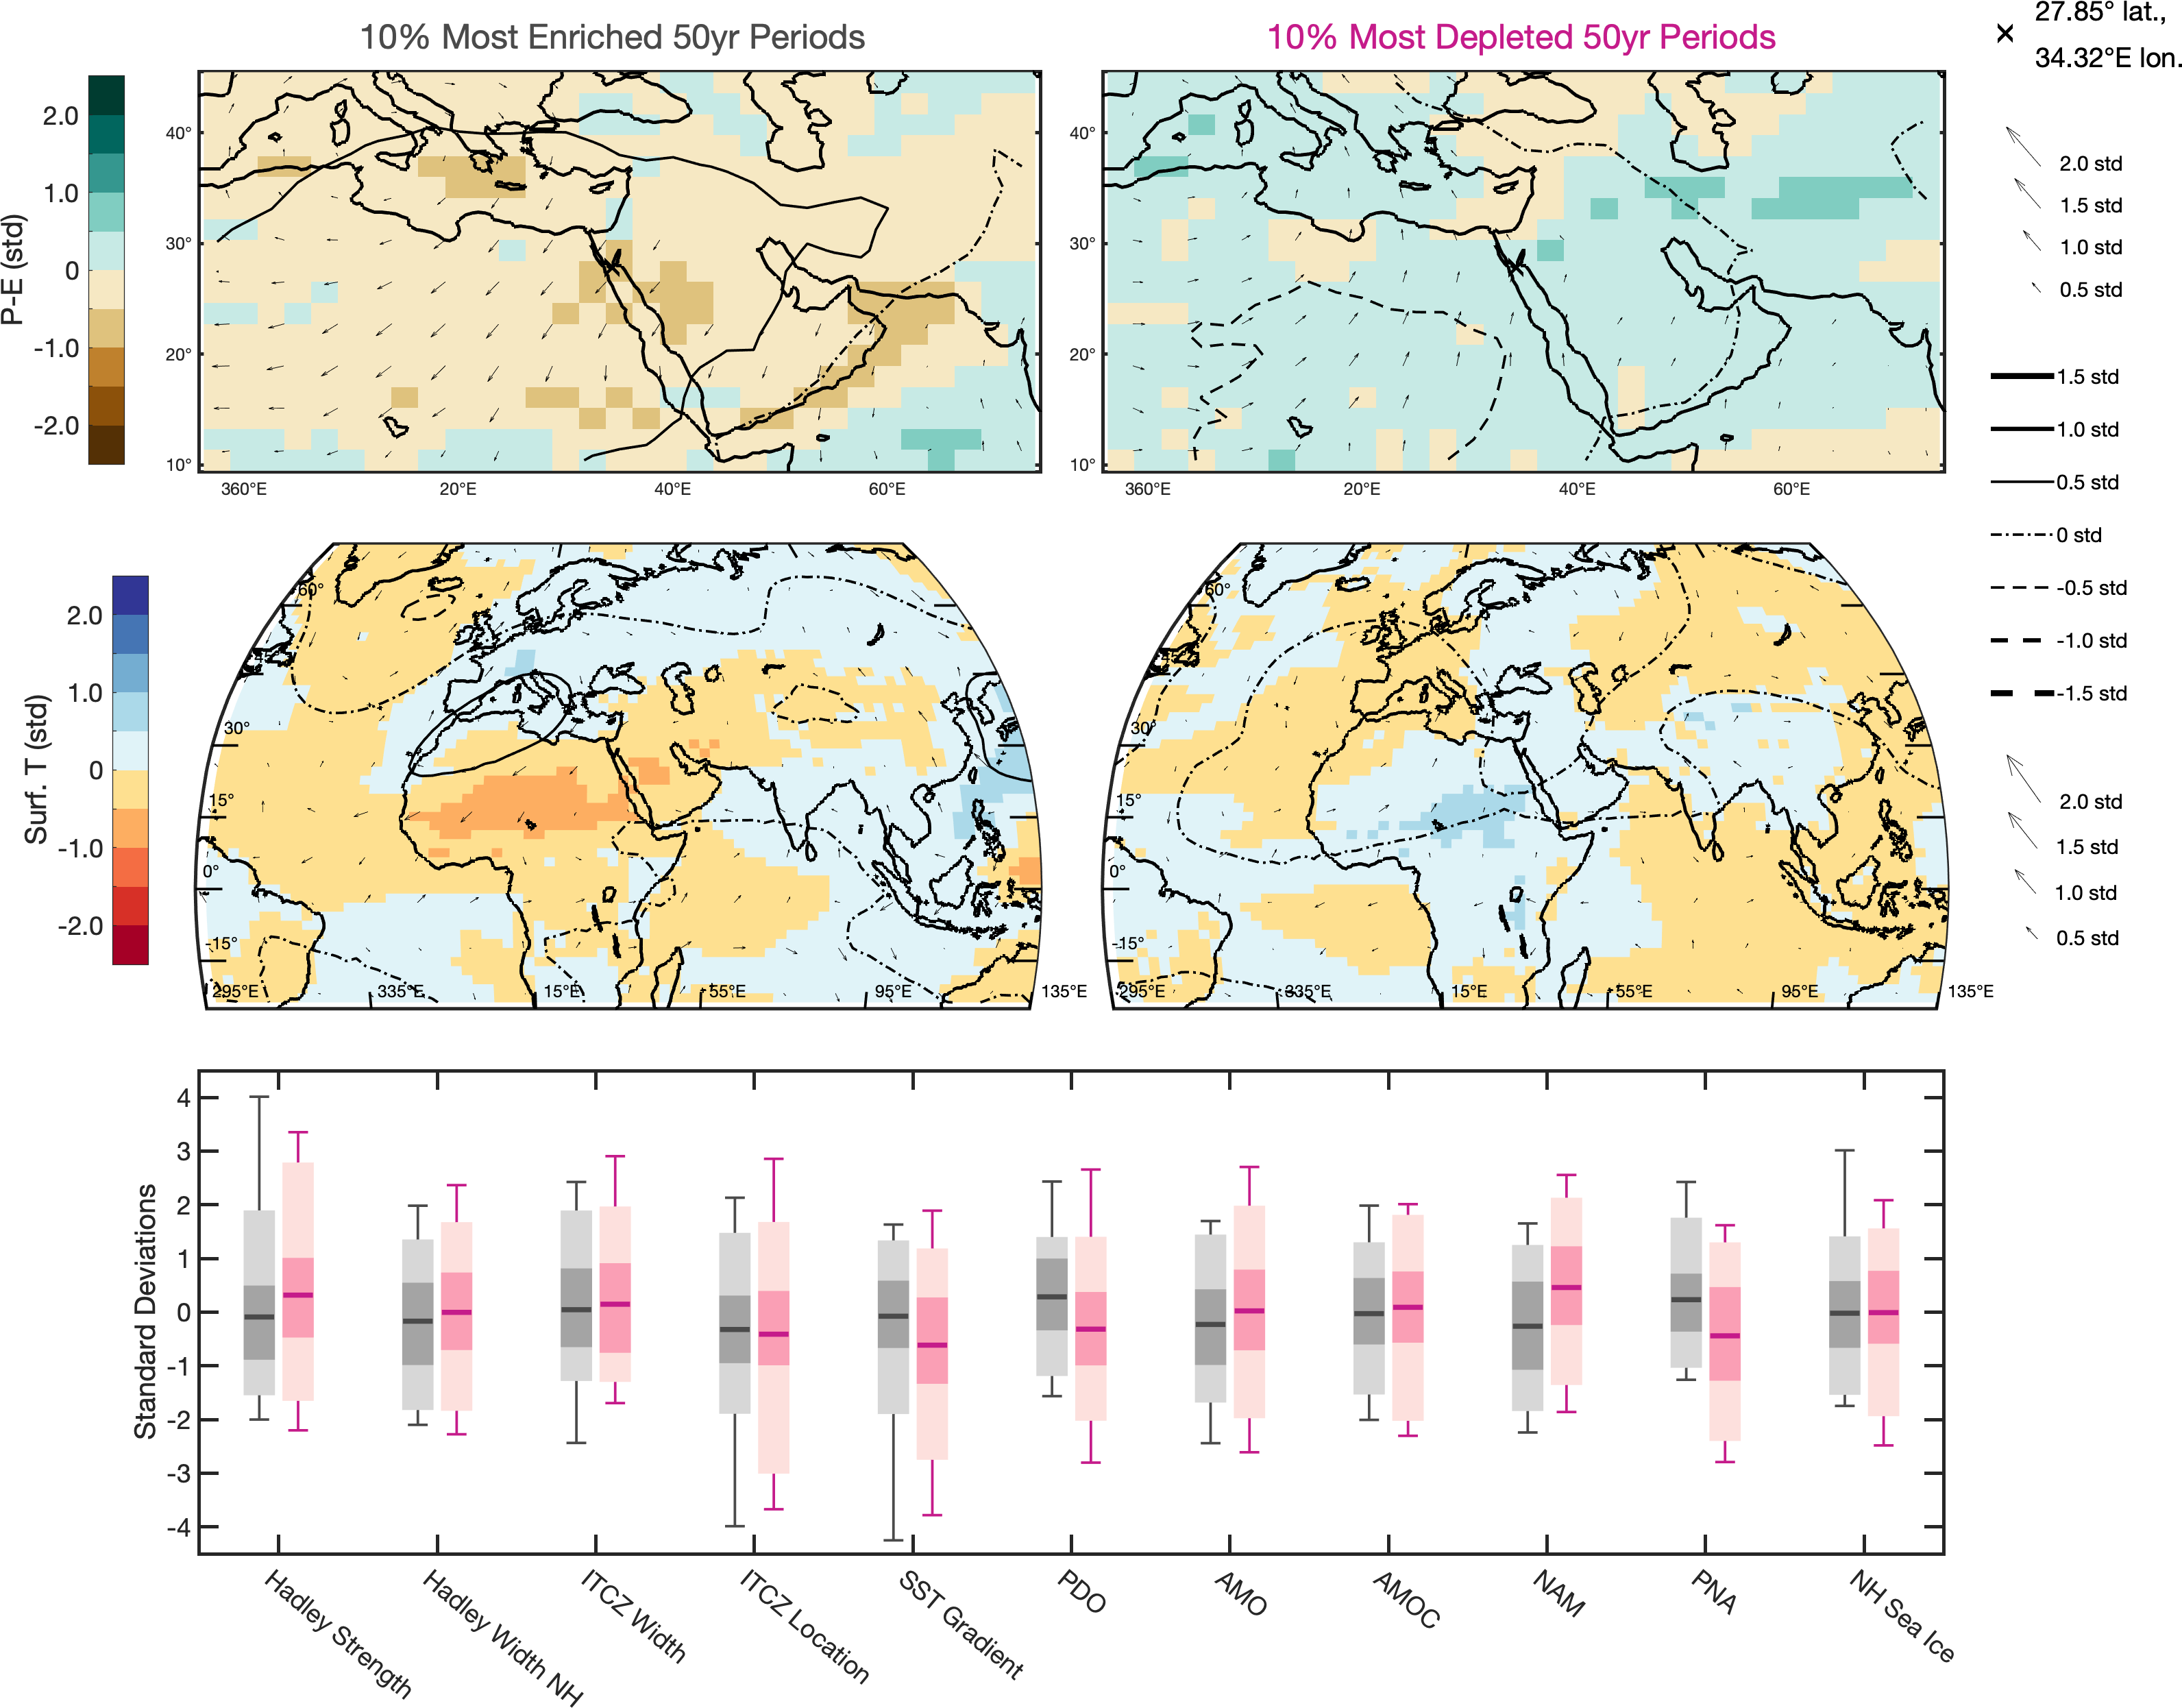 10% Most Enriched 50yr Periods
10% Most Depleted 50yr Periods
27.85° lat.,
34.32°E lon.
P-E (std)
2.0
1.0
0
-1.0
-2.0
40°
30°
20°
10°
360°E
20°E
40°E
60°E
40°
30°
20°
10°
360°E
20°E
40°E
60°E
2.0 std
1.5 std
1.0 std
0.5 std
1.5 std
1.0 std
0.5 std
0 std
-0.5 std
-1.0 std
-1.5 std
Surf. T (std)
2.0
1.0
0
-1.0
-2.0
60°
45°
30°
15°
0°
-15°
295°E
335°E
15°E
55°E
95°E
135°E
60°
45°
30°
15°
0°
-15°
295°E
335°E
15°E
55°E
95°E
135°E
2.0 std
1.5 std
1.0 std
0.5 std
Standard Deviations
4
3
2
1
0
-1
-2
-3
-4
Hadley Strength
Hadley Width NH
ITCZ Width
ITCZ Location
SST Gradient
PDO
AMO
AMOC
NAM
PNA
NH Sea Ice